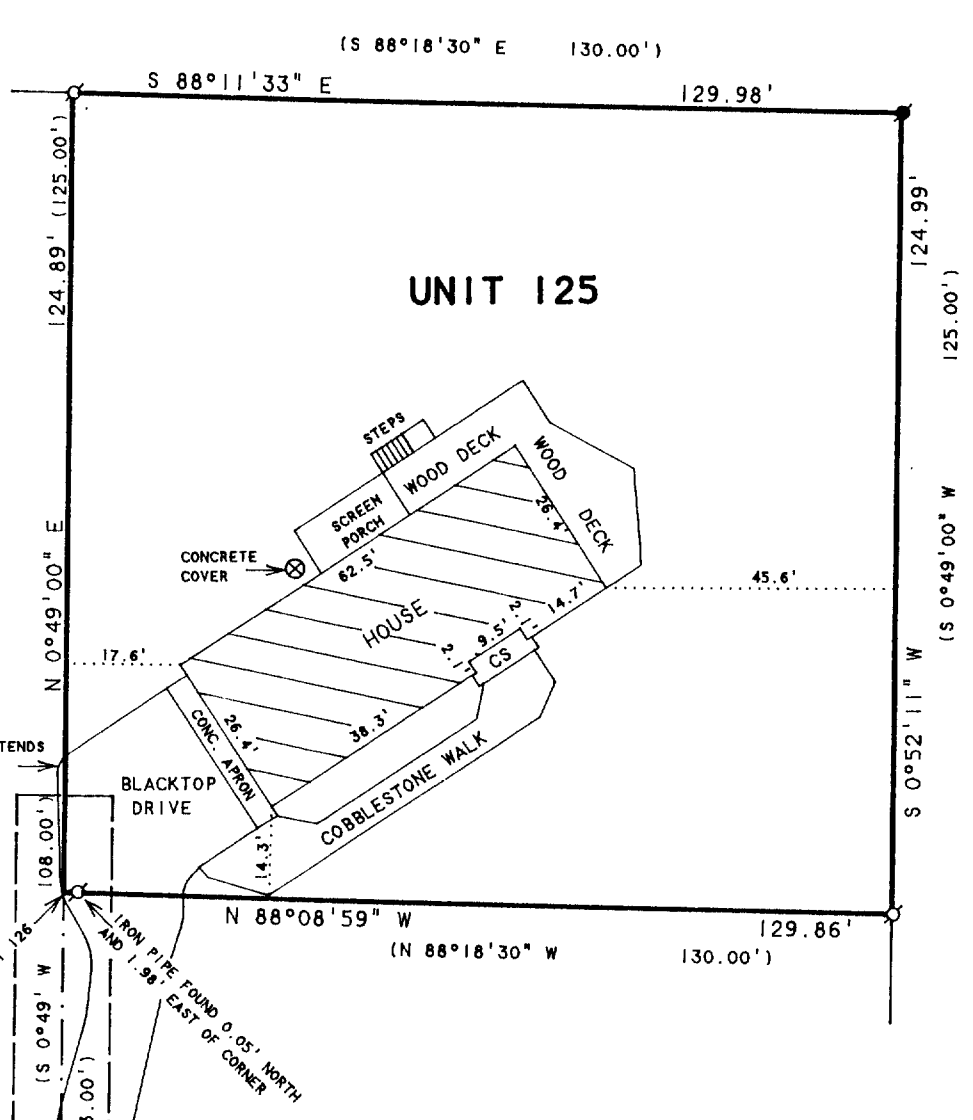 (S 88°18'30" E 130.00')
S 88°11'33" E 129.98'
124.89' (125.00')
124.99'
125.00')
UNIT 125
STEPS
WOOD DECK
WOOD DECK
SCREEN
PORCH
26.4'
CONCRETE
COVER
62.5'
45.6'
N 0°49'00" E
(S 0°49'00" W
HOUSE
14.7'
2'
9.5'
2'
CS
17.6'
S 0°52'11" W
26.4'
38.3'
CONC. APRON
TENDS
BLACKTOP
DRIVE
COBBLESTONE WALK
108.00')
14.3'
N 88°08'59" W 129.86'
(N 88°18'30" W 130.00')
126
IRON PIPE FOUND 0.05' NORTH
AND 1.98' EAST OF CORNER
(S 0°49' W
.00')